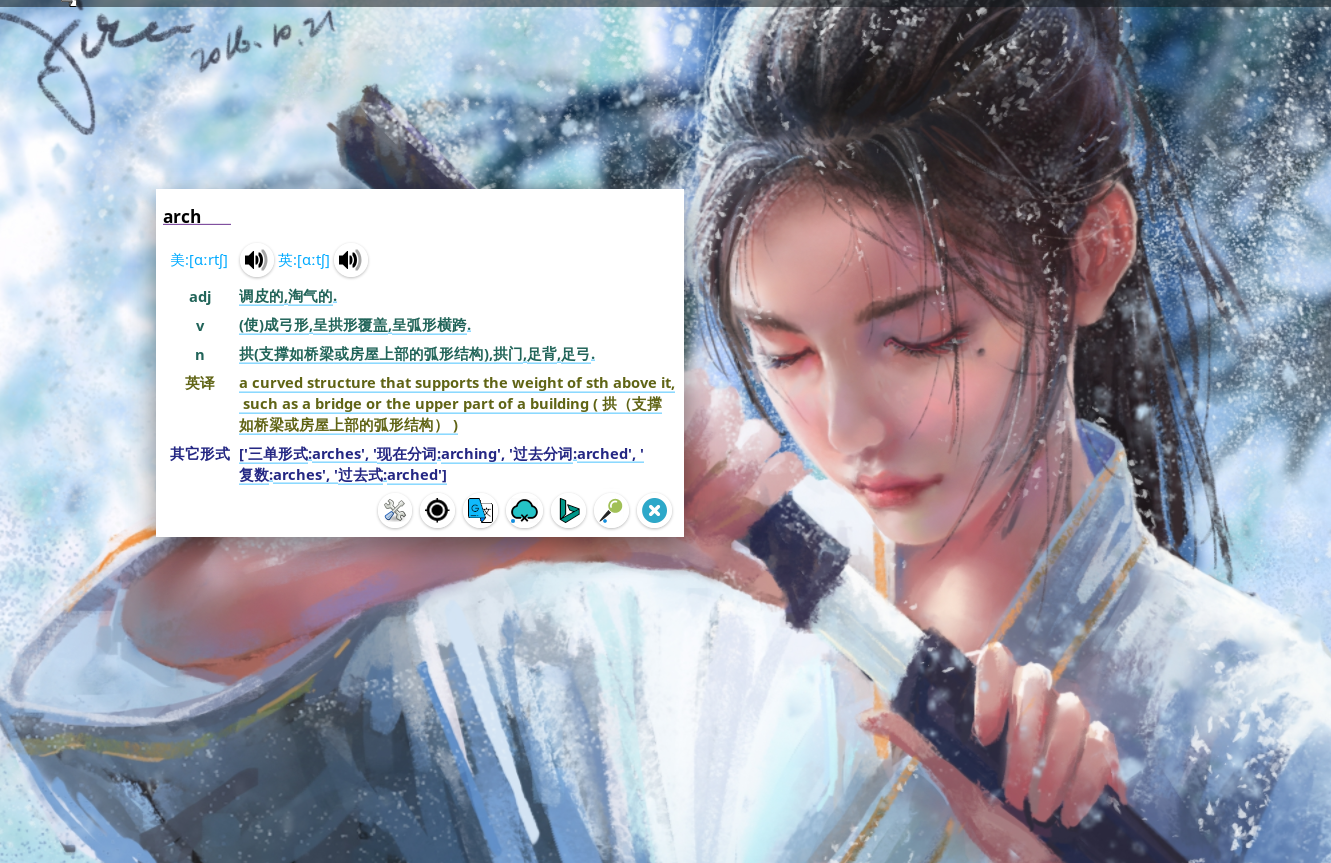 2016.10.21
arch
美:[ɑːrtʃ] 英:[ɑːtʃ]
adj 调皮的,淘气的.
v (使)成弓形,呈拱形覆盖,呈弧形横跨.
n 拱(支撑如桥梁或房屋上部的弧形结构),拱门,足背,足弓.
英译 a curved structure that supports the weight of sth above it,
such as a bridge or the upper part of a building ( 拱（支撑
如桥梁或房屋上部的弧形结构） )
其它形式 ['三单形式:arches', '现在分词:arching', '过去分词:arched', '
复数:arches', '过去式:arched']